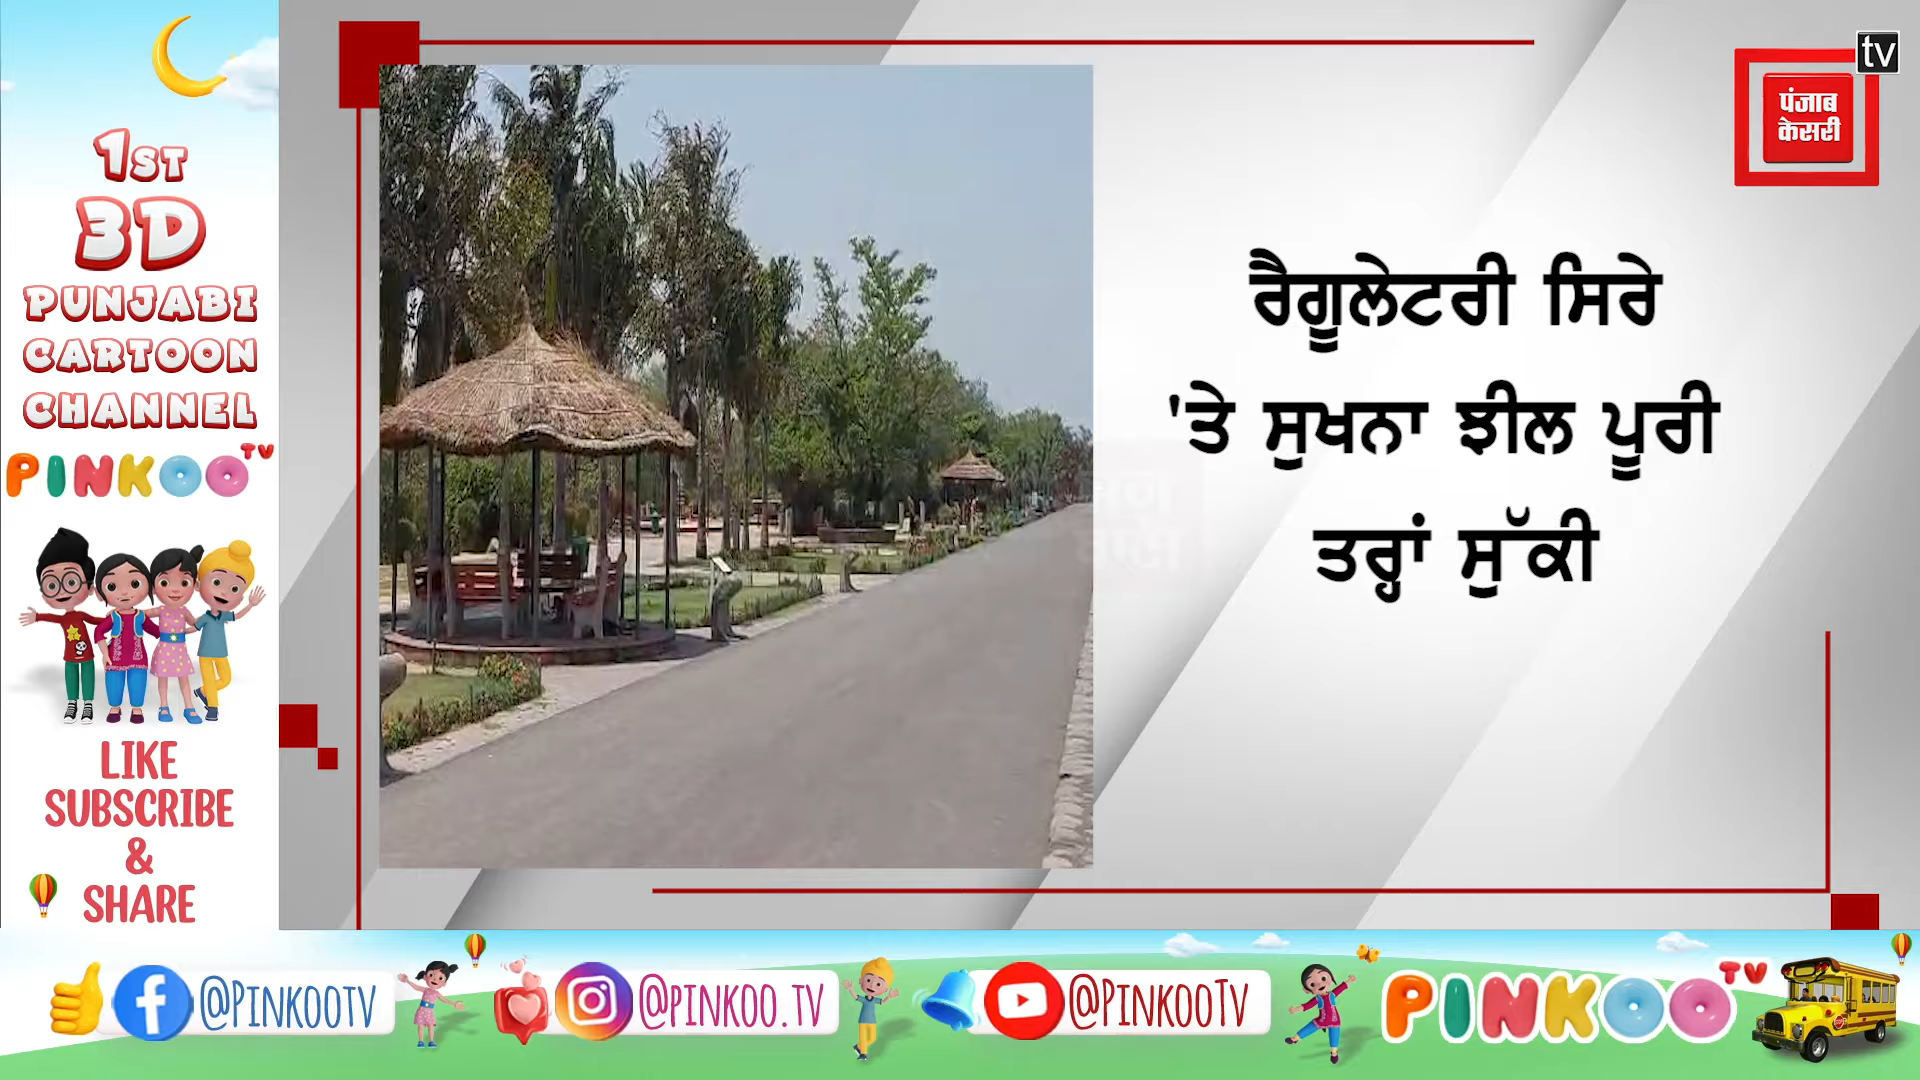 1ST
3D
PUNJABI
CARTOON
CHANNEL
PINKOO TV
LIKE
SUBSCRIBE
&
SHARE
tv
ਪंਜਾਬ
केसरी
ਰੈਗੂਲੇਟਰੀ ਸਿਰੇ
'ਤੇ ਸੁਖਨਾ ਝੀਲ ਪੂਰੀ
ਤਰ੍ਹਾਂ ਸੁੱਕੀ
@PINKOOTV
@PINKOO.TV
@PINKOOTV
PINKOO TV